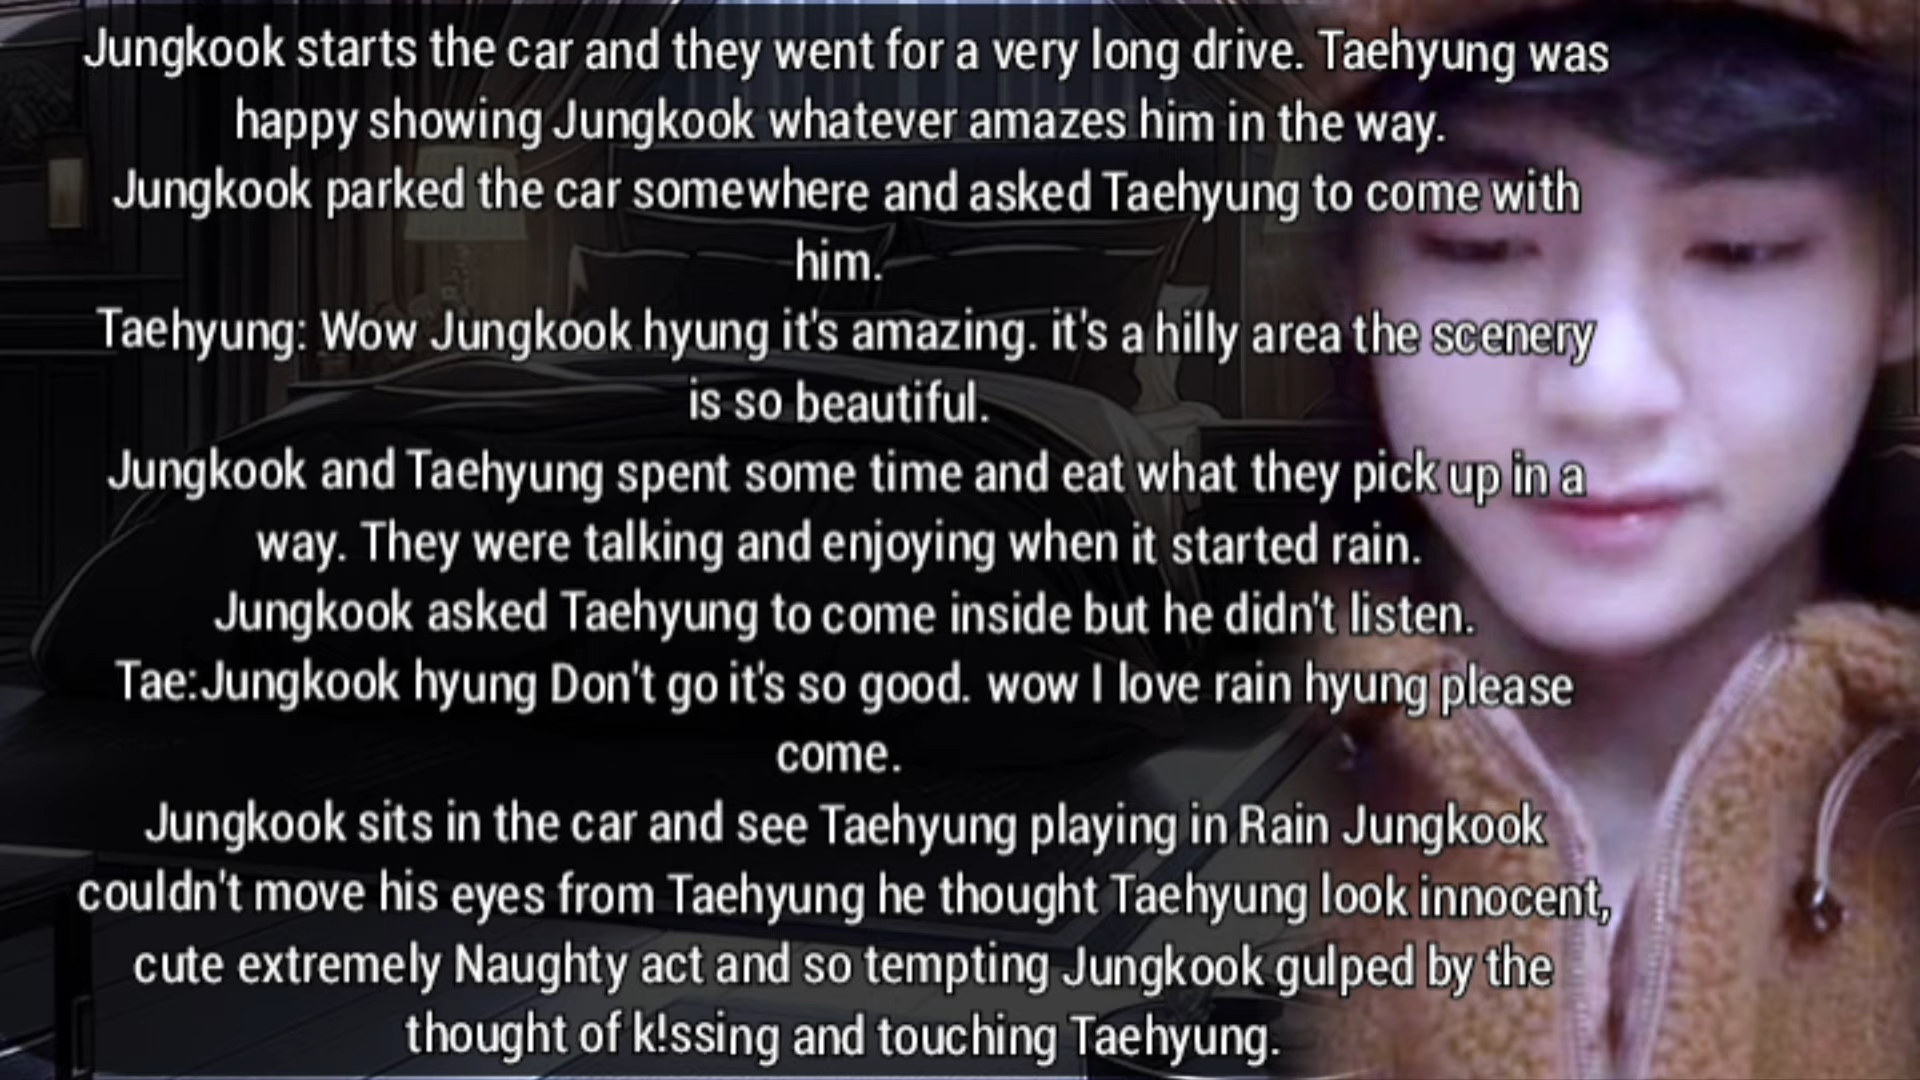 Jungkook starts the car and they went for a very long drive. Taehyung was
happy showing Jungkook whatever amazes him in the way.
Jungkook parked the car somewhere and asked Taehyung to come with
him.
Taehyung: Wow Jungkook hyung it's amazing. it's a hilly area the scenery
is so beautiful.
Jungkook and Taehyung spent some time and eat what they pick up in a
way. They were talking and enjoying when it started rain.
Jungkook asked Taehyung to come inside but he didn't listen.
Tae:Jungkook hyung Don't go it's so good. wow I love rain hyung please
come.
Jungkook sits in the car and see Taehyung playing in Rain Jungkook
couldn't move his eyes from Taehyung he thought Taehyung look innocent,
cute extremely Naughty act and so tempting Jungkook gulped by the
thought of k!ssing and touching Taehyung.